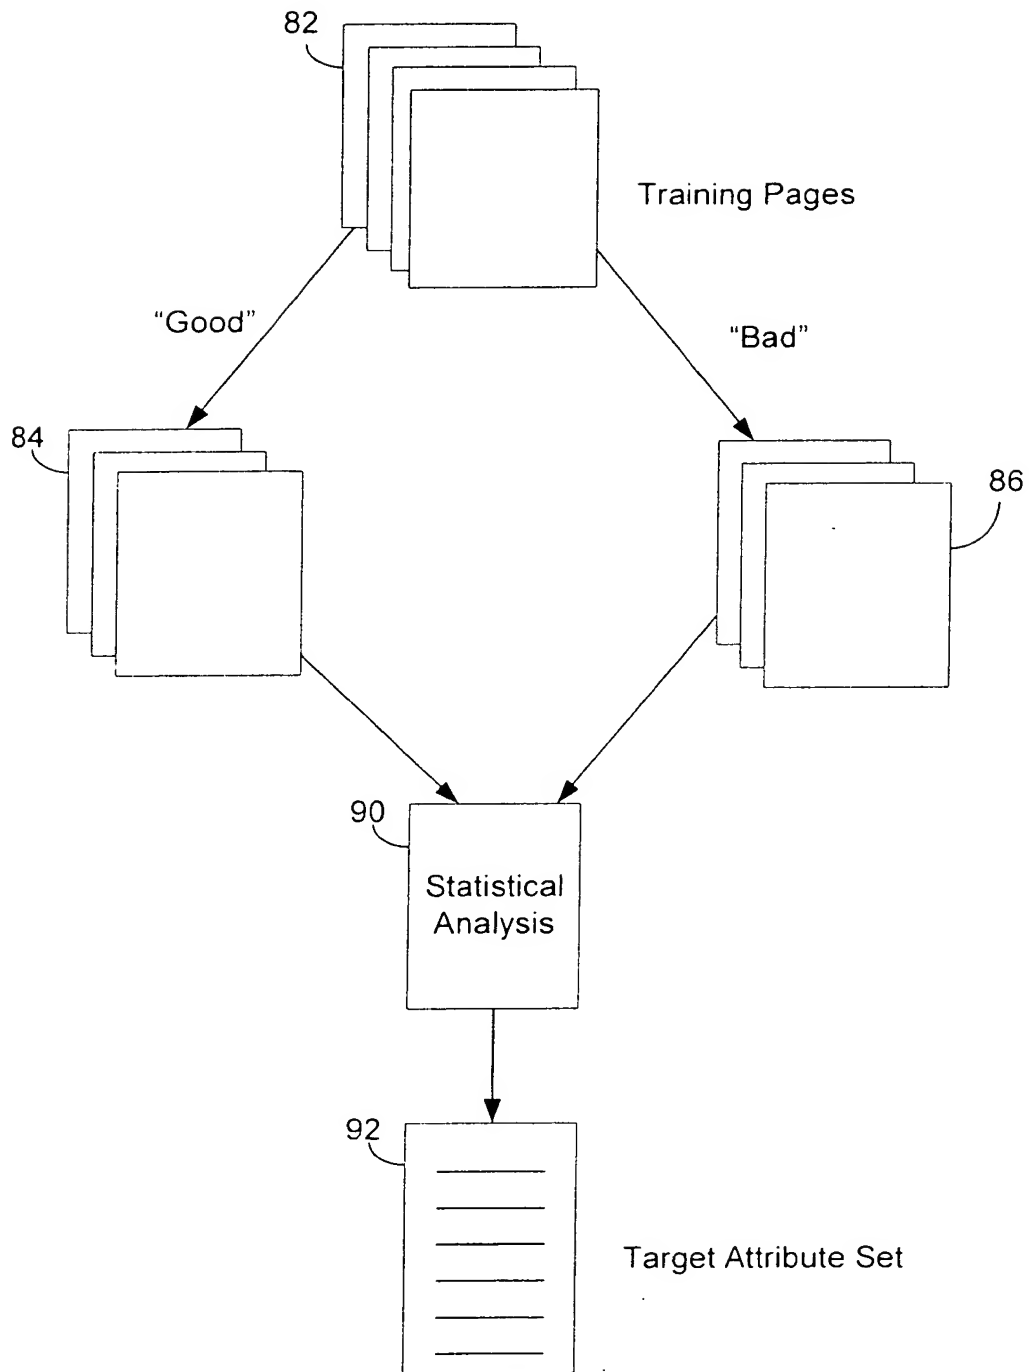 82
Training Pages
“Good”
“Bad”
84
86
90
Statistical
Analysis
92
Target Attribute Set